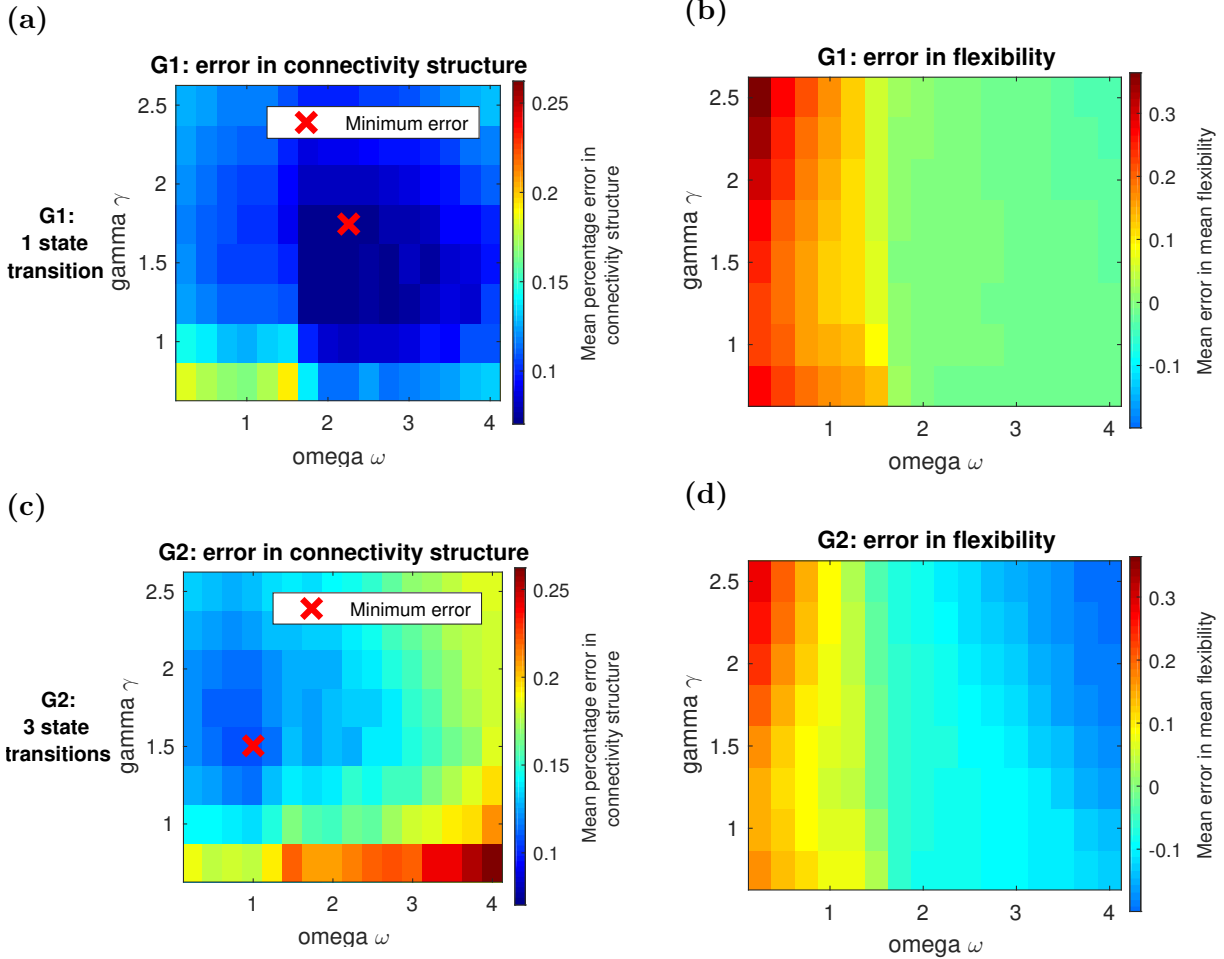 (a)
G1: error in connectivity structure
Minimum error
2.5
2
1.5
1
gamma γ
1
2
3
4
omega ω
0.25
0.2
0.15
0.1
Mean percentage error in
connectivity structure
G1:
1 state
transition
(b)
G1: error in flexibility
2.5
2
1.5
1
gamma γ
1
2
3
4
omega ω
0.3
0.2
0.1
0
-0.1
Mean error in mean flexibility
(c)
G2: error in connectivity structure
Minimum error
2.5
2
1.5
1
gamma γ
1
2
3
4
omega ω
0.25
0.2
0.15
0.1
Mean percentage error in
connectivity structure
G2:
3 state
transitions
(d)
G2: error in flexibility
2.5
2
1.5
1
gamma γ
1
2
3
4
omega ω
0.3
0.2
0.1
0
-0.1
Mean error in mean flexibility